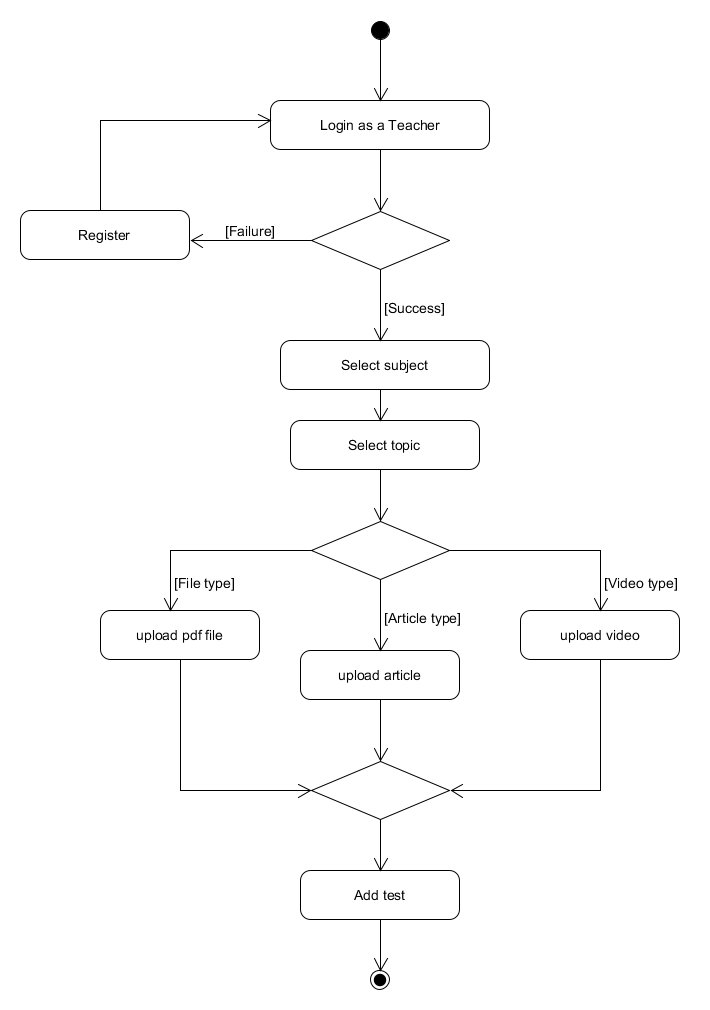 Login as a Teacher
[Failure]
Register
[Success]
Select subject
Select topic
[File type]
[Video type]
[Article type]
upload pdf file
upload video
upload article
Add test